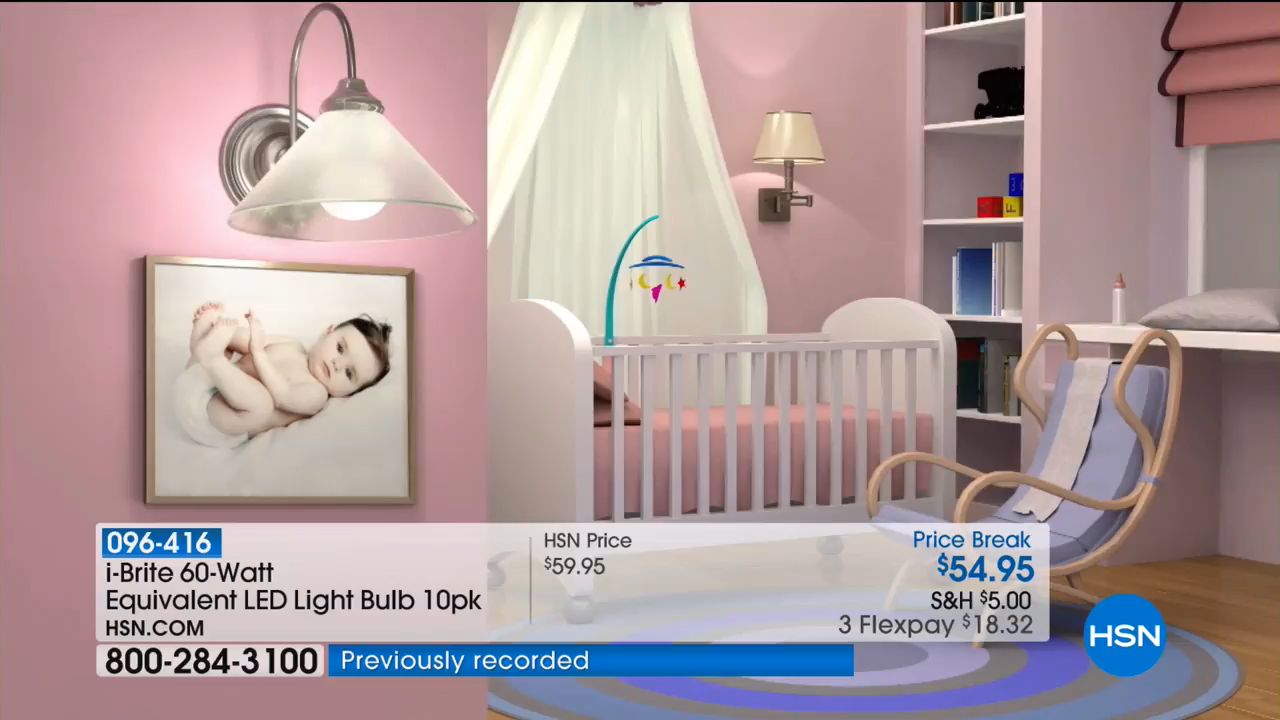 096-416
i-Brite 60-Watt
Equivalent LED Light Bulb 10pk
HSN.COM
HSN Price
$59.95
Price Break
$54.95
S&H $5.00
3 Flexpay $18.32
800-284-3100
Previously recorded
HSN
F